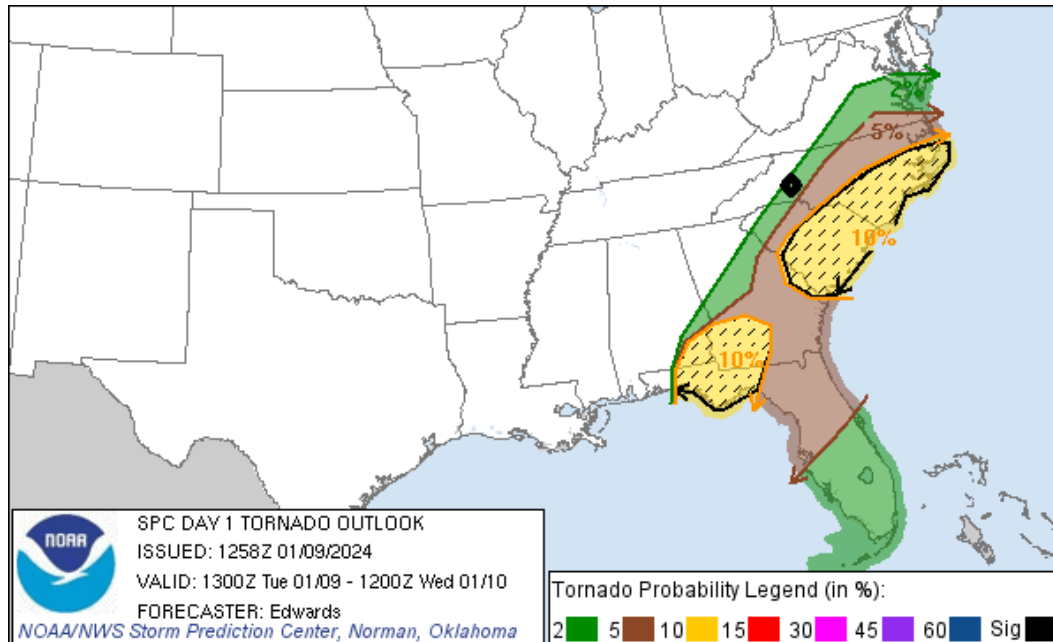 2%
5%
10%
10%
SPC DAY 1 TORNADO OUTLOOK
ISSUED: 1258Z 01/09/2024
VALID: 1300Z Tue 01/09 - 1200Z Wed 01/10
FORECASTER: Edwards
NOAA/NWS Storm Prediction Center, Norman, Oklahoma
NOAA
Tornado Probability Legend (in %):
2 5 10 15 30 45 60 Sig